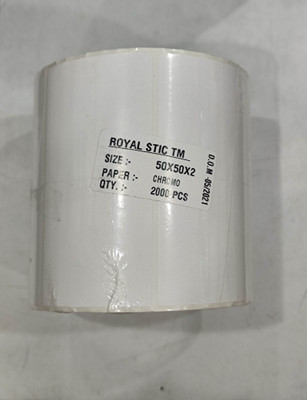 ROYAL STIC TM
SIZE :- 50X50X2
PAPER :- CHROMO
QTY. :- 2000 PCS
D.O.M -05/2021